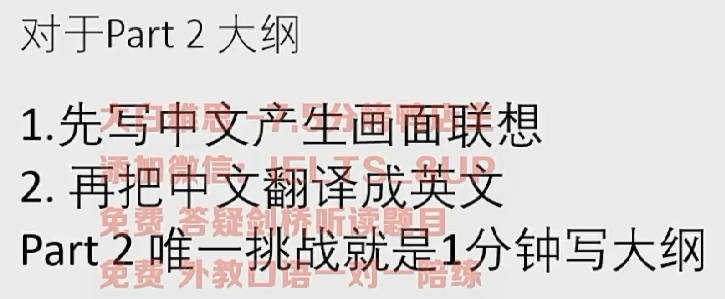 对于Part 2 大纲
1.先写中文产生画面联想
添加微信：IELTS_8UP
2. 再把中文翻译成英文
免费 答疑剑桥听读题目
Part 2 唯一挑战就是1分钟写大纲
免费 外教口语一对一陪练